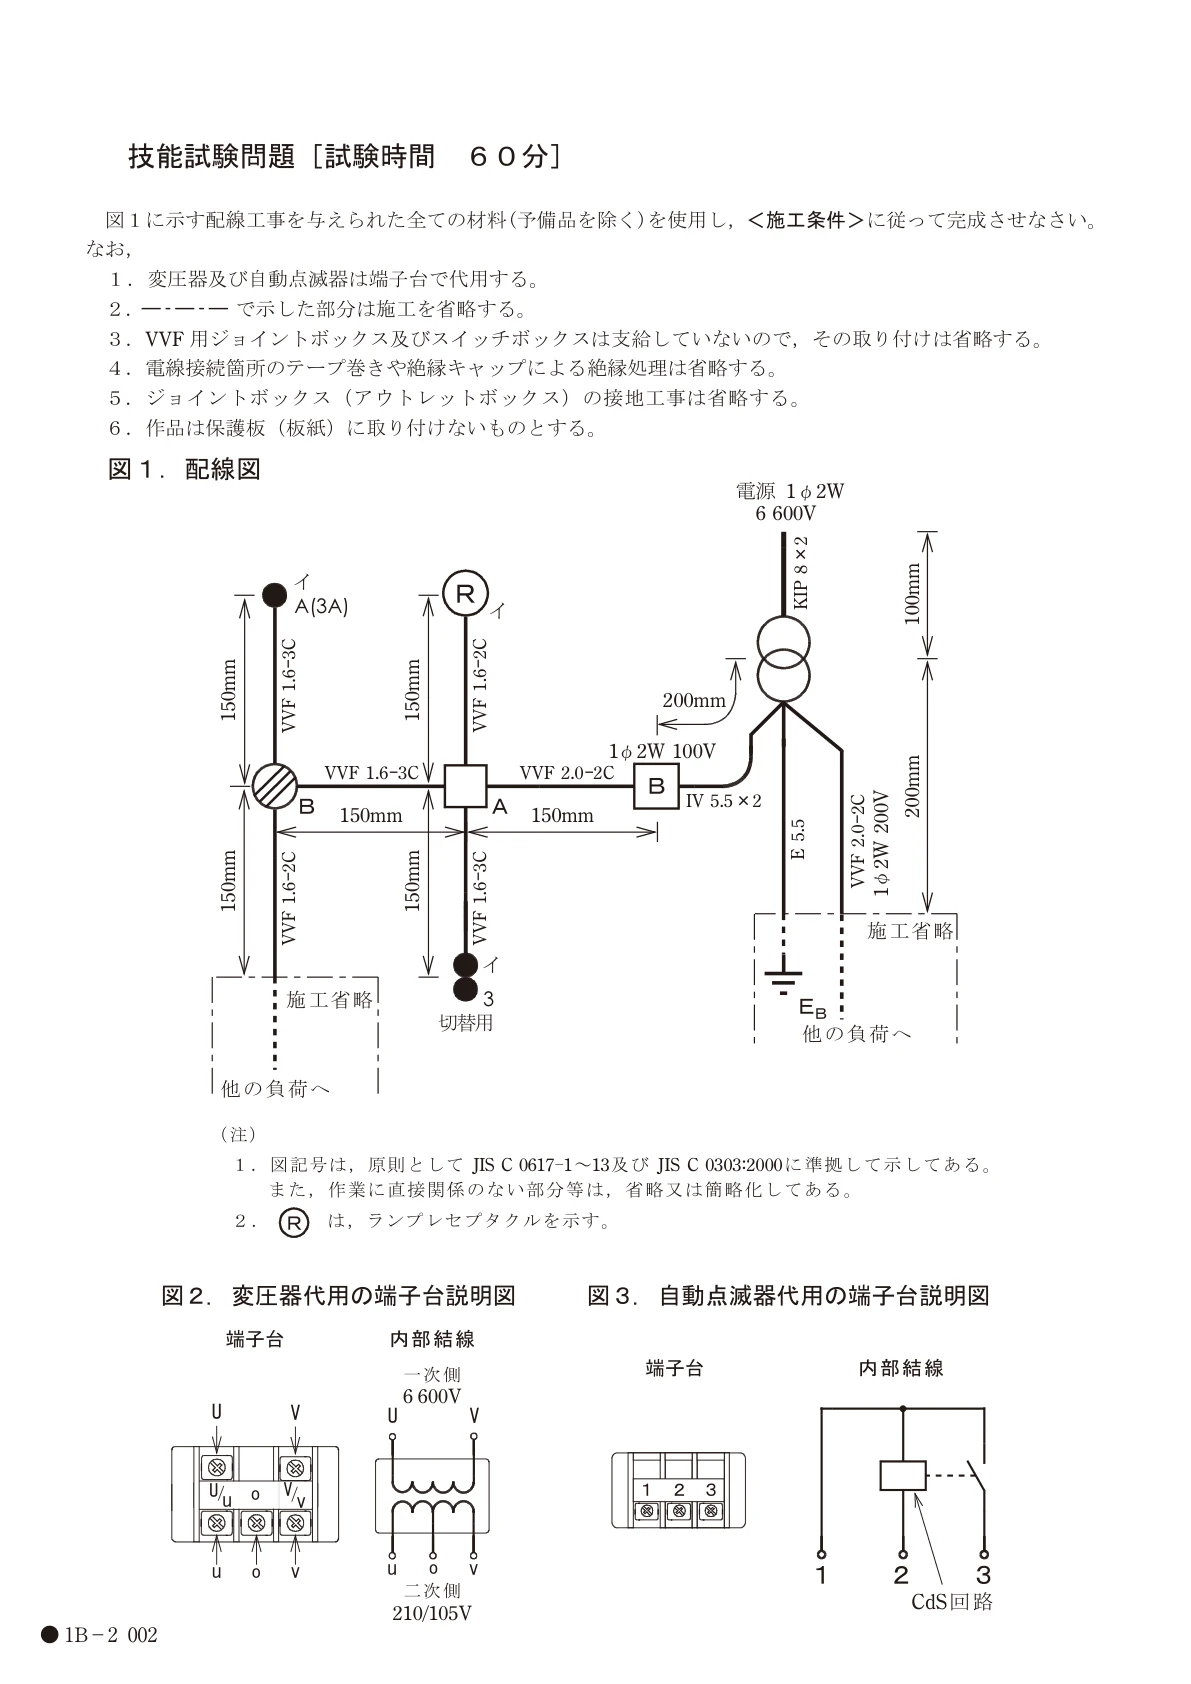 技能試験問題［試験時間　６０分］
図１に示す配線工事を与えられた全ての材料(予備品を除く)を使用し，＜施工条件＞に従って完成させなさい。
なお，
１．変圧器及び自動点滅器は端子台で代用する。
２．―-―-― で示した部分は施工を省略する。
３．VVF用ジョイントボックス及びスイッチボックスは支給していないので，その取り付けは省略する。
４．電線接続箇所のテープ巻きや絶縁キャップによる絶縁処理は省略する。
５．ジョイントボックス（アウトレットボックス）の接地工事は省略する。
６．作品は保護板（板紙）に取り付けないものとする。
図１．配線図
電源 1φ2W
6 600V
KIP 8×2
100mm
イ
A(3A)
R
イ
150mm
VVF 1.6-3C
150mm
VVF 1.6-2C
200mm
1φ2W 100V
VVF 1.6-3C
VVF 2.0-2C
B
B
A
IV 5.5×2
150mm
150mm
200mm
E 5.5
VVF 2.0-2C
1φ2W 200V
150mm
VVF 1.6-2C
150mm
VVF 1.6-3C
施工省略
イ
3
切替用
施工省略
EB
他の負荷へ
他の負荷へ
（注）
１．図記号は，原則として JIS C 0617-1～13及び JIS C 0303:2000に準拠して示してある。
また，作業に直接関係のない部分等は，省略又は簡略化してある。
２．Ⓡ は，ランプレセプタクルを示す。
図２．変圧器代用の端子台説明図
図３．自動点滅器代用の端子台説明図
端子台
内部結線
端子台
内部結線
一次側
6 600V
U V
U V
U/u o V/v
u o v
u o v
二次側
210/105V
1 2 3
1 2 3
CdS回路
●1B－2 002